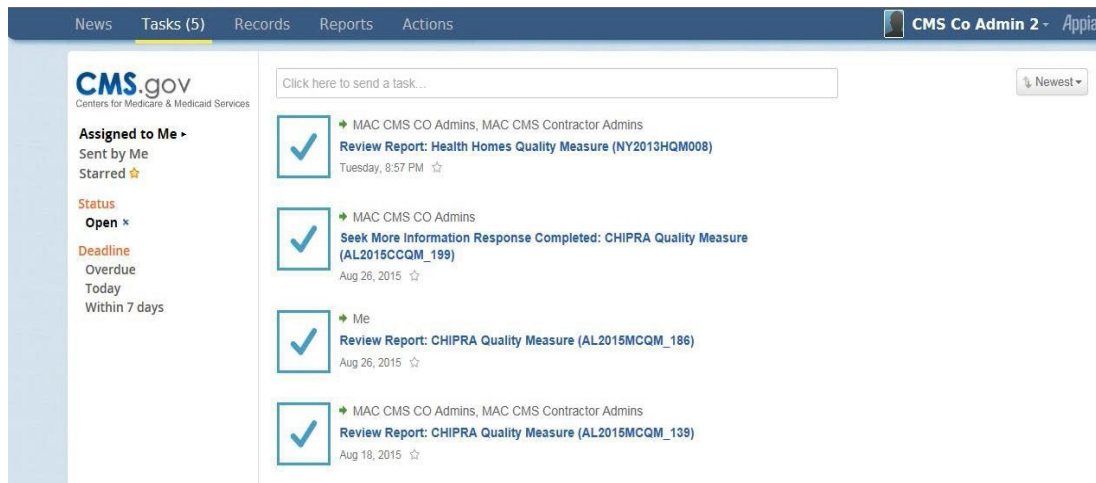 News Tasks (5) Records Reports Actions CMS Co Admin 2
CMS.gov
Centers for Medicare & Medicaid Services
Assigned to Me
Sent by Me
Starred
Status
Open ×
Deadline
Overdue
Today
Within 7 days
Click here to send a task...
Newest
MAC CMS CO Admins, MAC CMS Contractor Admins
Review Report: Health Homes Quality Measure (NY2013HQM008)
Tuesday, 8:57 PM
MAC CMS CO Admins
Seek More Information Response Completed: CHIPRA Quality Measure
(AL2015CCQM_199)
Aug 26, 2015
Me
Review Report: CHIPRA Quality Measure (AL2015MCQM_186)
Aug 26, 2015
MAC CMS CO Admins, MAC CMS Contractor Admins
Review Report: CHIPRA Quality Measure (AL2015MCQM_139)
Aug 18, 2015